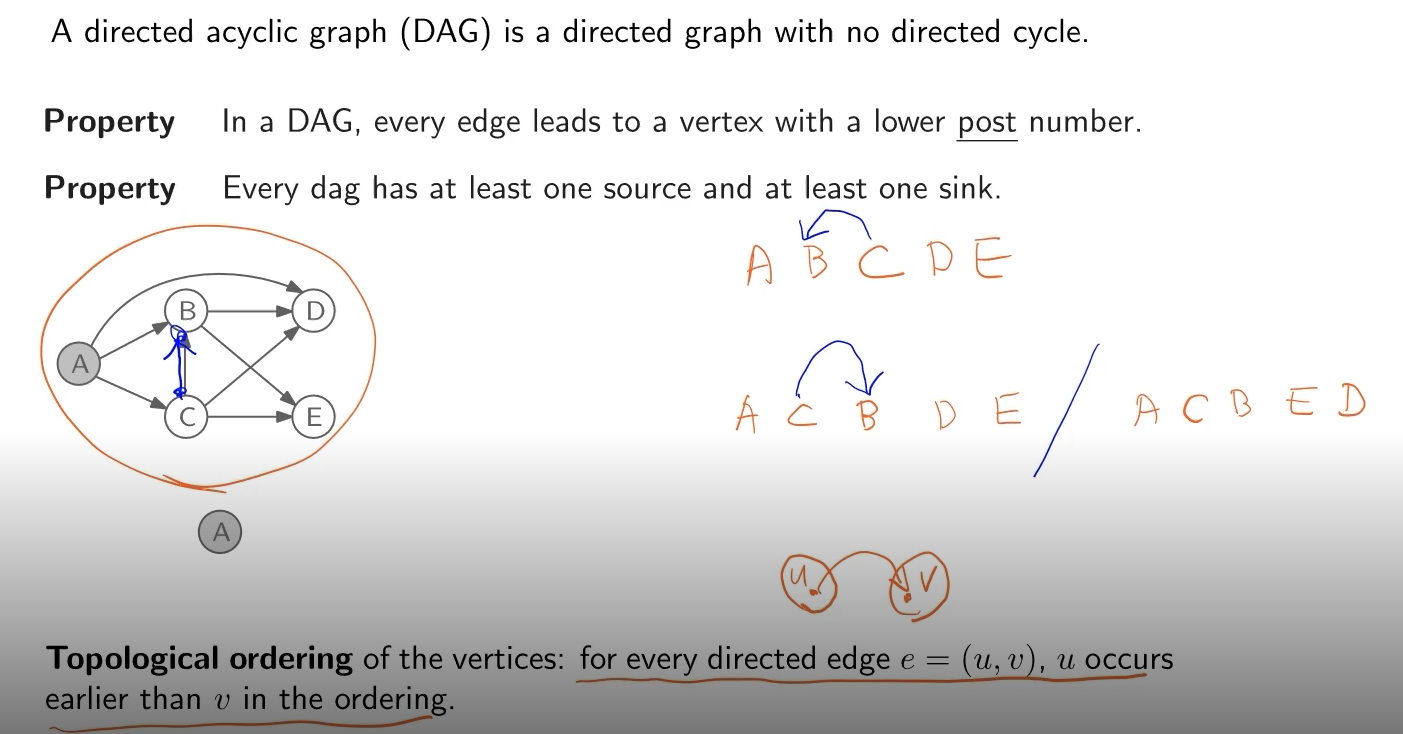 A directed acyclic graph (DAG) is a directed graph with no directed cycle.
Property In a DAG, every edge leads to a vertex with a lower post number.
Property Every dag has at least one source and at least one sink.
A B C D E
B D
A
C E
A C B D E / A C B E D
A
u v
Topological ordering of the vertices: for every directed edge e = (u, v), u occurs
earlier than v in the ordering.